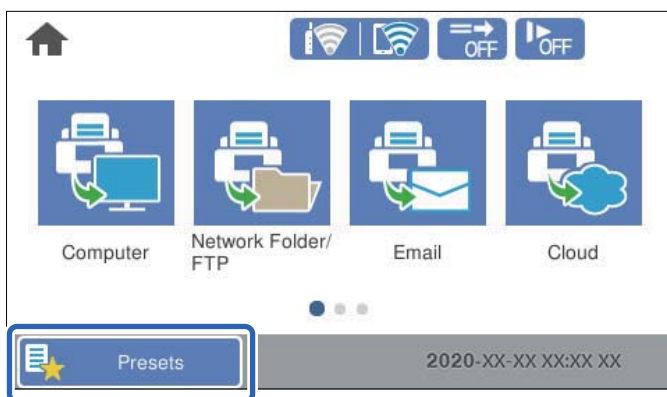 OFF
OFF
Computer
Network Folder/
FTP
Email
Cloud
Presets
2020-XX-XX XX:XX XX